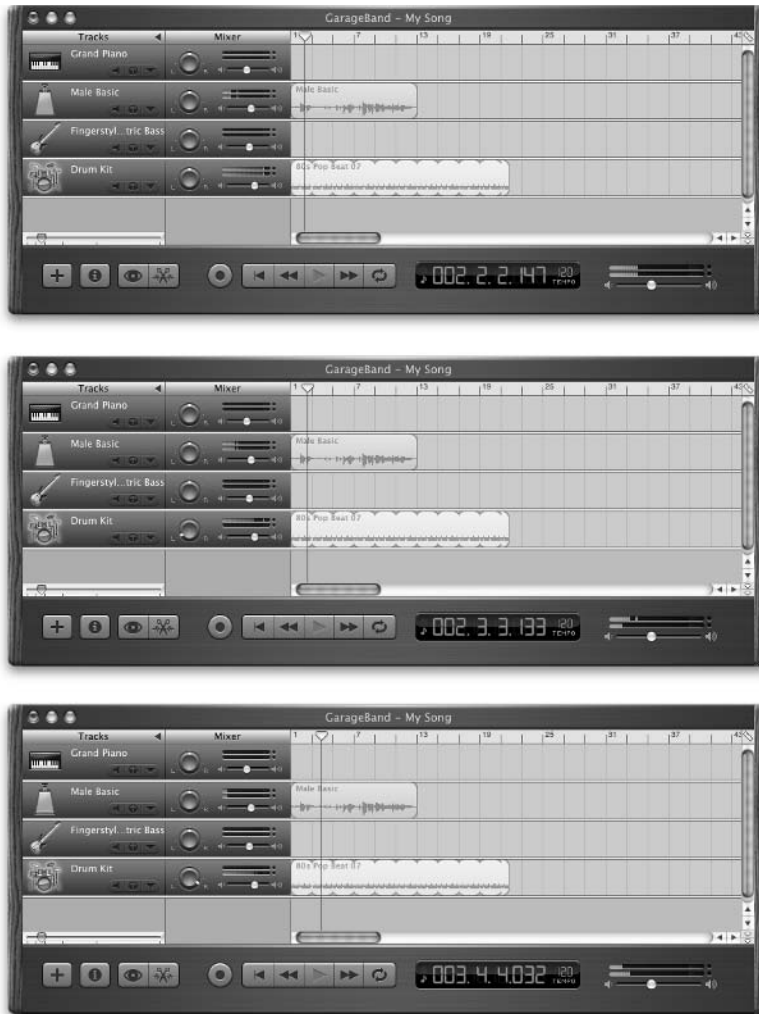 GarageBand – My Song
Tracks Mixer 1 7 13 19 25 31 37 43
Grand Piano
Male Basic Male Basic
Fingerstyl...tric Bass
Drum Kit 80s Pop Beat 07
002. 2. 2.147 120
TEMPO
GarageBand – My Song
Tracks Mixer 1 7 13 19 25 31 37 43
Grand Piano
Male Basic Male Basic
Fingerstyl...tric Bass
Drum Kit 80s Pop Beat 07
002. 3. 3.133 120
TEMPO
GarageBand – My Song
Tracks Mixer 1 7 13 19 25 31 37 43
Grand Piano
Male Basic Male Basic
Fingerstyl...tric Bass
Drum Kit 80s Pop Beat 07
003. 4. 4.032 120
TEMPO